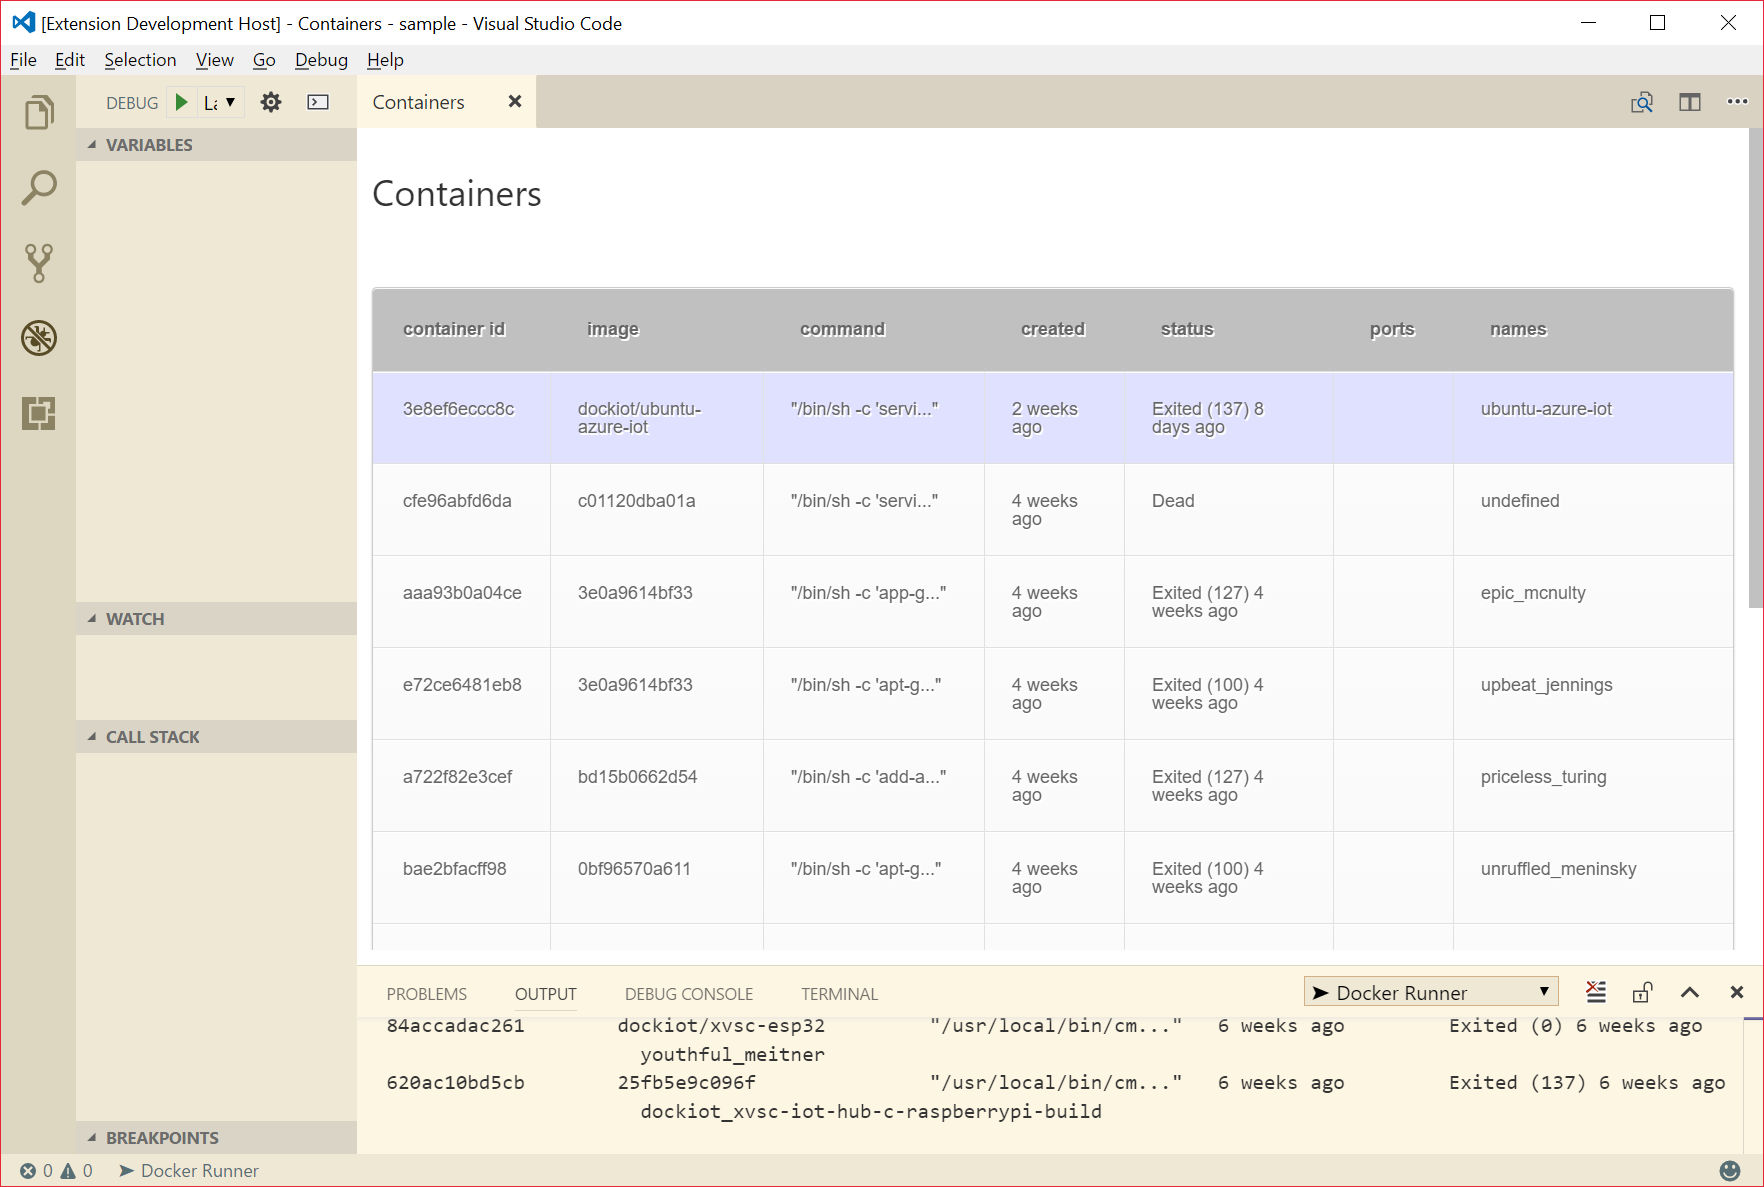 [Extension Development Host] - Containers - sample - Visual Studio Code
File Edit Selection View Go Debug Help
DEBUG
Containers
VARIABLES
WATCH
CALL STACK
BREAKPOINTS
Containers
container id image command created status ports names
3e8ef6eccc8c dockiot/ubuntu- "/bin/sh -c 'servi..." 2 weeks Exited (137) 8 ubuntu-azure-iot
azure-iot ago days ago
cfe96abfd6da c01120dba01a "/bin/sh -c 'servi..." 4 weeks Dead undefined
ago
aaa93b0a04ce 3e0a9614bf33 "/bin/sh -c 'app-g..." 4 weeks Exited (127) 4 epic_mcnulty
ago weeks ago
e72ce6481eb8 3e0a9614bf33 "/bin/sh -c 'apt-g..." 4 weeks Exited (100) 4 upbeat_jennings
ago weeks ago
a722f82e3cef bd15b0662d54 "/bin/sh -c 'add-a..." 4 weeks Exited (127) 4 priceless_turing
ago weeks ago
bae2bfacff98 0bf96570a611 "/bin/sh -c 'apt-g..." 4 weeks Exited (100) 4 unruffled_meninsky
ago weeks ago
PROBLEMS OUTPUT DEBUG CONSOLE TERMINAL Docker Runner
84accadac261 dockiot/xvsc-esp32 "/usr/local/bin/cm..." 6 weeks ago Exited (0) 6 weeks ago
youthful_meitner
620ac10bd5cb 25fb5e9c096f "/usr/local/bin/cm..." 6 weeks ago Exited (137) 6 weeks ago
dockiot_xvsc-iot-hub-c-raspberrypi-build
0 0 Docker Runner